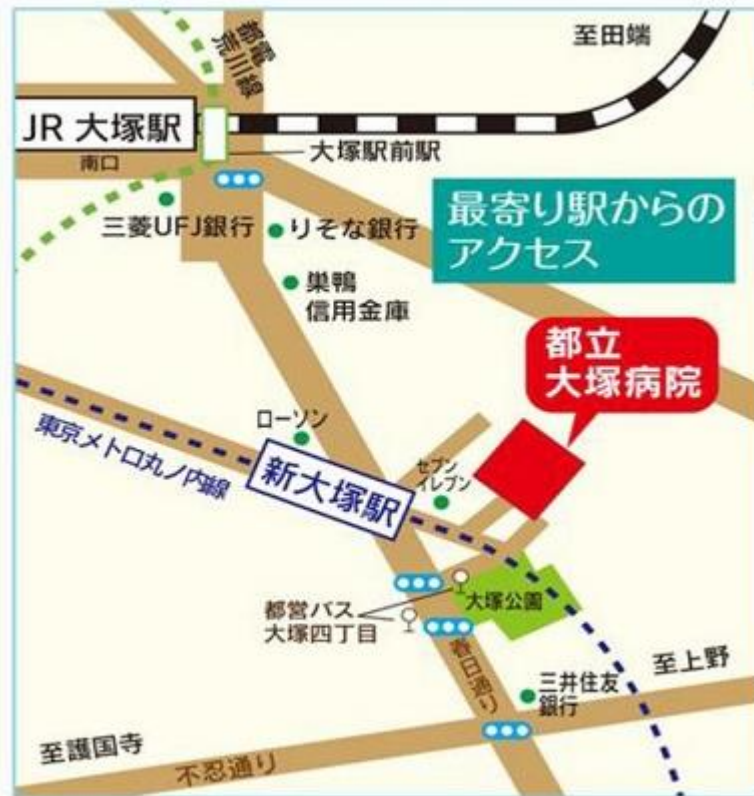 至田端
都電
荒川線
JR 大塚駅
南口
大塚駅前駅
最寄り駅からの
アクセス
三菱UFJ銀行
りそな銀行
巣鴨
信用金庫
都立
大塚病院
ローソン
東京メトロ丸ノ内線
新大塚駅
セブン
イレブン
大塚公園
都営バス
大塚四丁目
春日通り
三井住友
銀行
至上野
至護国寺
不忍通り